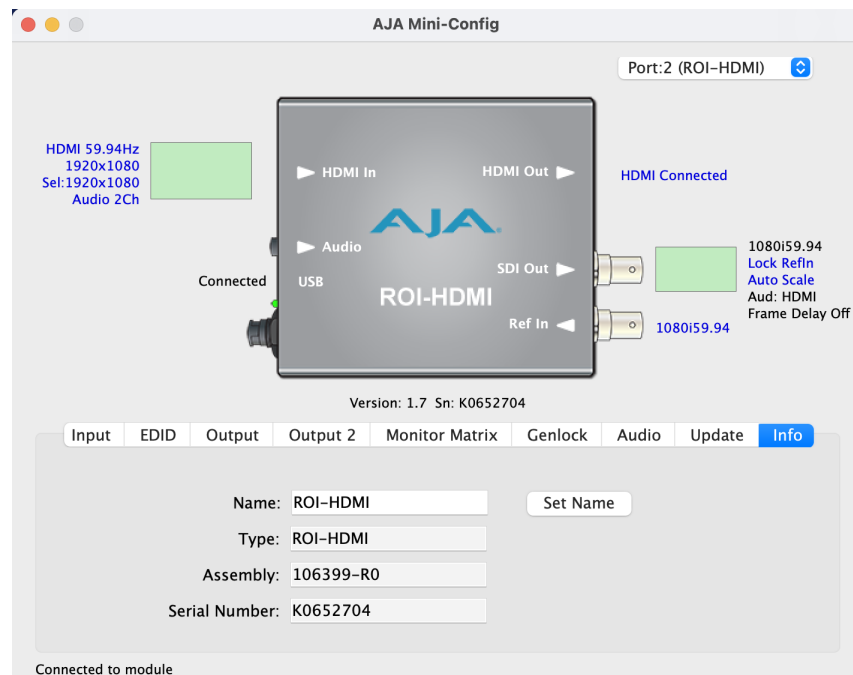 AJA Mini-Config
Port:2 (ROI-HDMI)
HDMI 59.94Hz
1920x1080
Sel:1920x1080
Audio 2Ch
HDMI In
HDMI Out
HDMI Connected
AJA
Audio
Connected
USB
SDI Out
ROI-HDMI
Ref In
1080i59.94
Lock RefIn
Auto Scale
Aud: HDMI
Frame Delay Off
1080i59.94
Version: 1.7 Sn: K0652704
Input EDID Output Output 2 Monitor Matrix Genlock Audio Update Info
Name: ROI-HDMI Set Name
Type: ROI-HDMI
Assembly: 106399-R0
Serial Number: K0652704
Connected to module